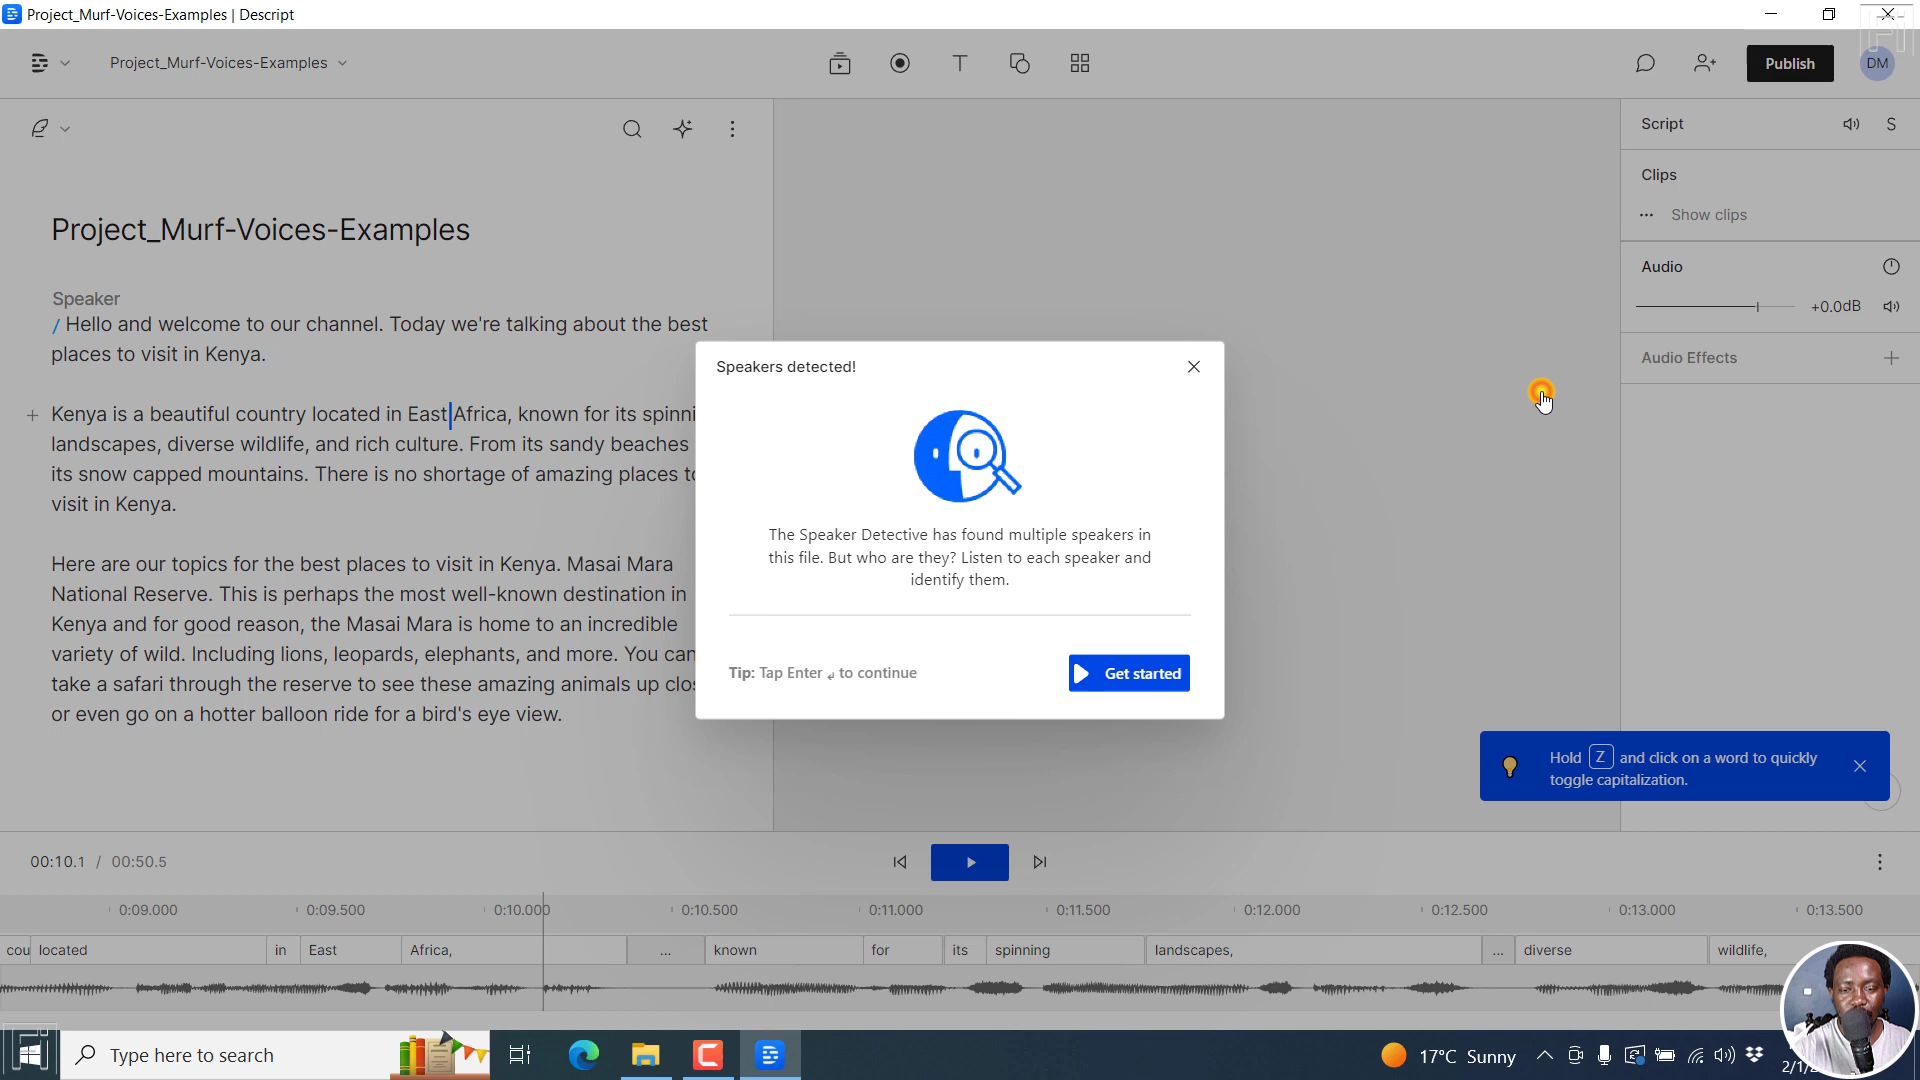 Project_Murf-Voices-Examples | Descript
Project_Murf-Voices-Examples
Publish
DM
Script
S
Clips
Show clips
Audio
+0.0dB
Audio Effects
Project_Murf-Voices-Examples
Speaker
/ Hello and welcome to our channel. Today we're talking about the best
places to visit in Kenya.
Kenya is a beautiful country located in East Africa, known for its spinni
landscapes, diverse wildlife, and rich culture. From its sandy beaches
its snow capped mountains. There is no shortage of amazing places to
visit in Kenya.
Here are our topics for the best places to visit in Kenya. Masai Mara
National Reserve. This is perhaps the most well-known destination in
Kenya and for good reason, the Masai Mara is home to an incredible
variety of wild. Including lions, leopards, elephants, and more. You can
take a safari through the reserve to see these amazing animals up clos
or even go on a hotter balloon ride for a bird's eye view.
Speakers detected!
The Speaker Detective has found multiple speakers in
this file. But who are they? Listen to each speaker and
identify them.
Tip: Tap Enter ↵ to continue
Get started
Hold Z and click on a word to quickly
toggle capitalization.
00:10.1 / 00:50.5
0:09.000 0:09.500 0:10.000 0:10.500 0:11.000 0:11.500 0:12.000 0:12.500 0:13.000 0:13.500
cou located in East Africa, ... known for its spinning landscapes, ... diverse wildlife,
Type here to search
17°C Sunny